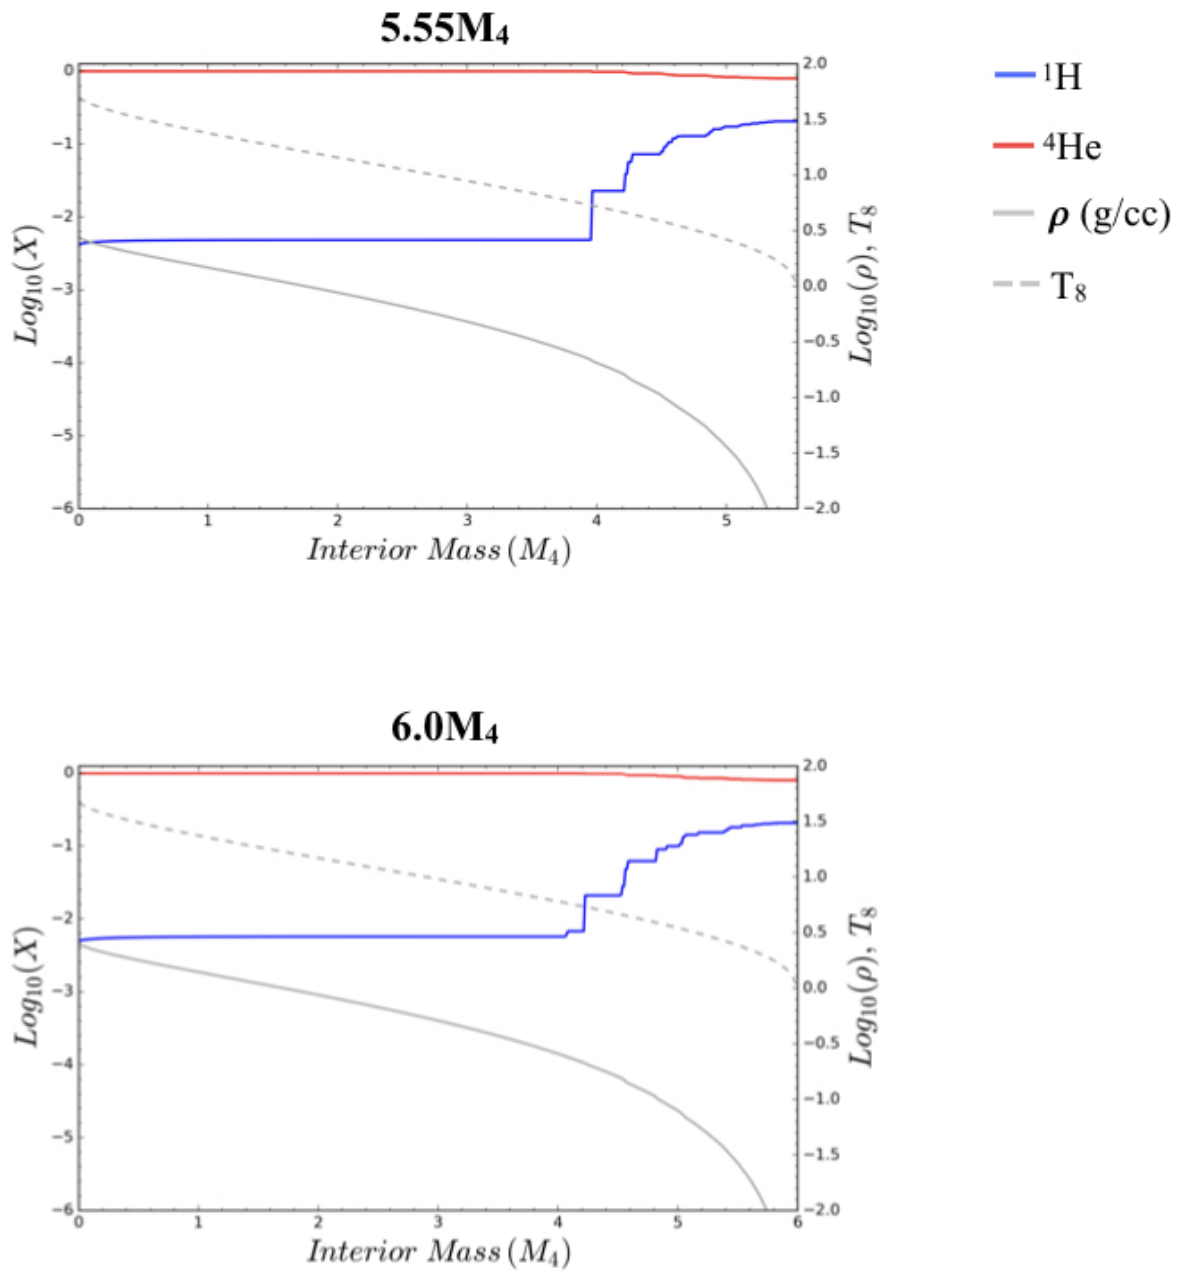 5.55M₄
0
−1
−2
−3
−4
−5
−6
Log₁₀(X)
2.0
1.5
1.0
0.5
0.0
−0.5
−1.0
−1.5
−2.0
Log₁₀(ρ), T₈
0 1 2 3 4 5
Interior Mass (M₄)
¹H
⁴He
ρ (g/cc)
T₈
6.0M₄
0
−1
−2
−3
−4
−5
−6
Log₁₀(X)
2.0
1.5
1.0
0.5
0.0
−0.5
−1.0
−1.5
−2.0
Log₁₀(ρ), T₈
0 1 2 3 4 5 6
Interior Mass (M₄)